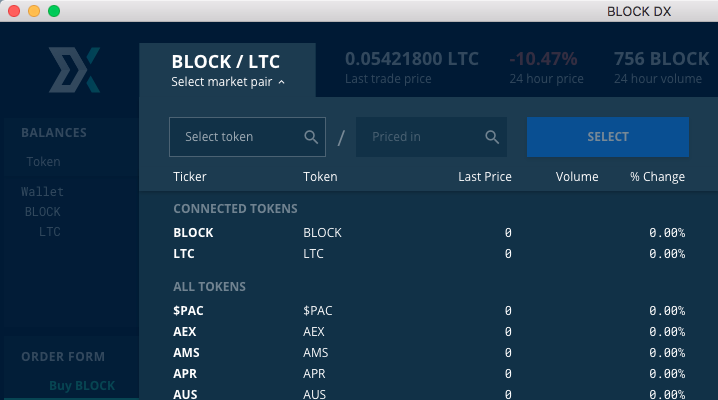 BLOCK DX
BLOCK / LTC
Select market pair
0.05421800 LTC
Last trade price
-10.47%
24 hour price
756 BLOCK
24 hour volume
BALANCES
Token
Wallet
BLOCK
LTC
Select token / Priced in SELECT
Ticker Token Last Price Volume % Change
CONNECTED TOKENS
BLOCK BLOCK 0 0.00%
LTC LTC 0 0.00%
ALL TOKENS
$PAC $PAC 0 0.00%
AEX AEX 0 0.00%
AMS AMS 0 0.00%
APR APR 0 0.00%
AUS AUS 0 0.00%
ORDER FORM
Buy BLOCK